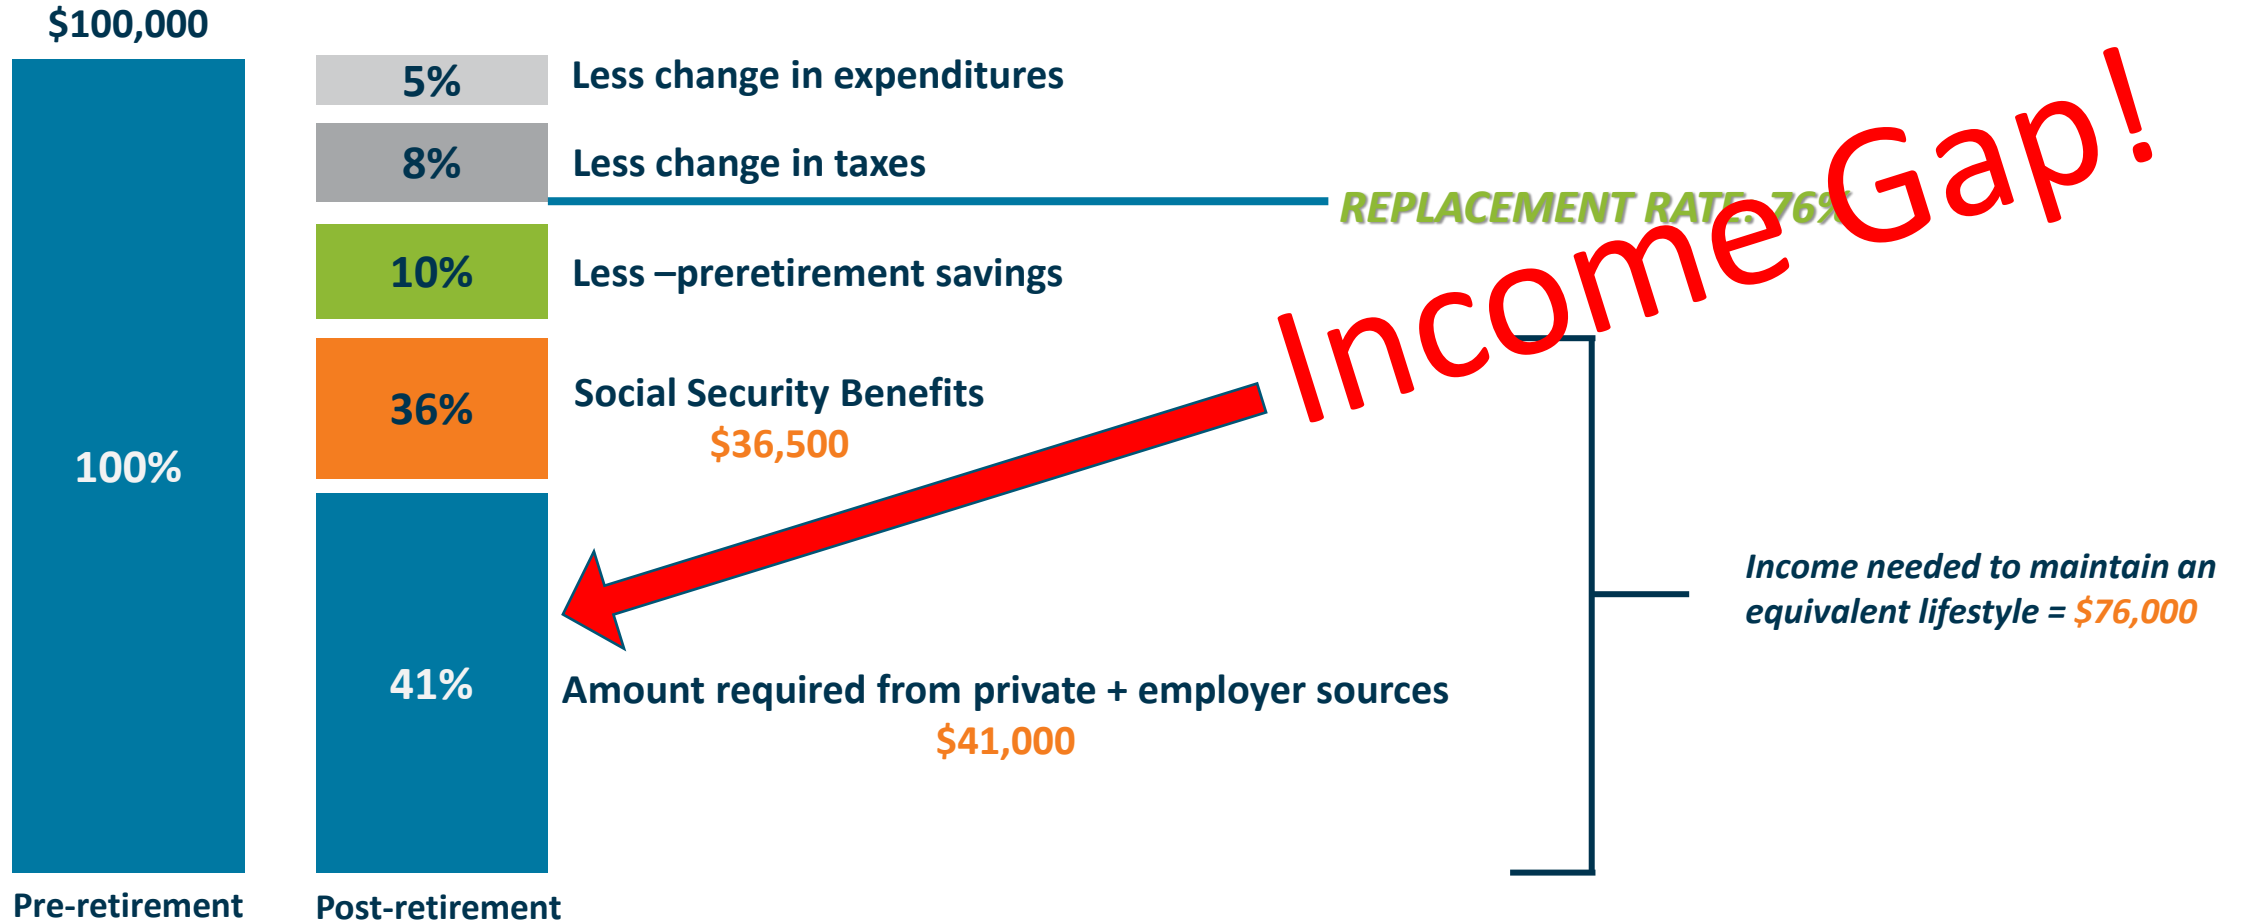 $100,000
5%
Less change in expenditures
8%
Less change in taxes
REPLACEMENT RATE: 76%
Income Gap!
10%
Less –preretirement savings
36%
Social Security Benefits
$36,500
100%
Income needed to maintain an
equivalent lifestyle = $76,000
41%
Amount required from private + employer sources
$41,000
Pre-retirement
Post-retirement